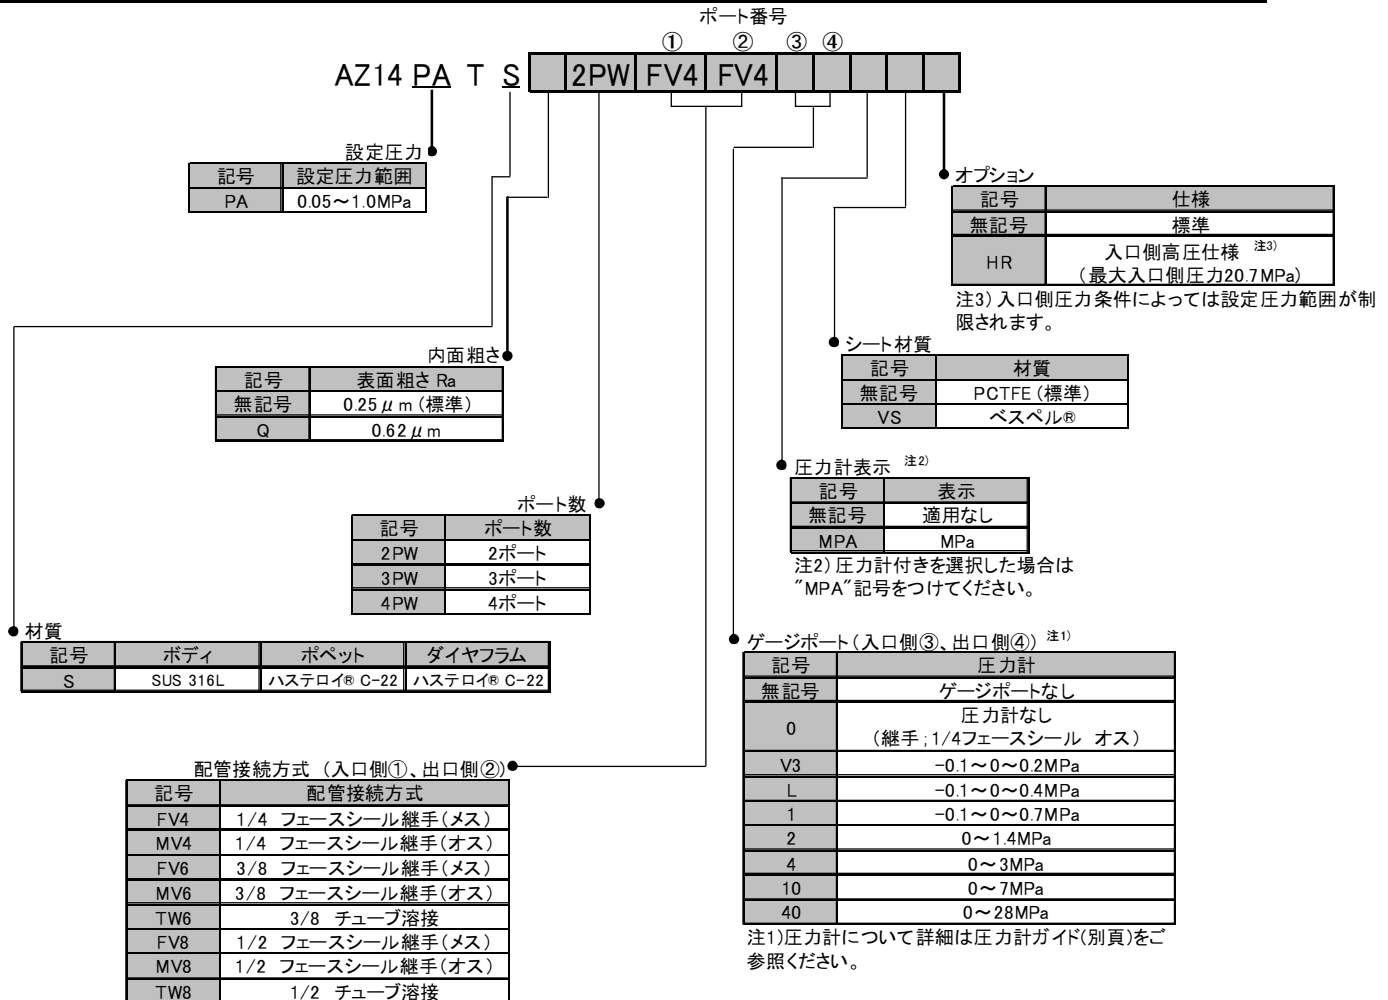 ポート番号
① ② ③ ④
AZ14 PA T S 2PW FV4 FV4
設定圧力
記号 設定圧力範囲
PA 0.05～1.0MPa
オプション
記号 仕様
無記号 標準
HR 入口側高圧仕様 注3)
（最大入口側圧力20.7MPa）
注3) 入口側圧力条件によっては設定圧力範囲が制
限されます。
内面粗さ
記号 表面粗さ Ra
無記号 0.25μm（標準）
Q 0.62μm
シート材質
記号 材質
無記号 PCTFE（標準）
VS ベスペル®
圧力計表示 注2)
記号 表示
無記号 適用なし
MPA MPa
注2) 圧力計付きを選択した場合は
"MPA"記号をつけてください。
ポート数
記号 ポート数
2PW 2ポート
3PW 3ポート
4PW 4ポート
材質
記号 ボディ ポペット ダイヤフラム
S SUS 316L ハステロイ® C-22 ハステロイ® C-22
ゲージポート（入口側③、出口側④） 注1)
記号 圧力計
無記号 ゲージポートなし
0 圧力計なし
（継手;1/4フェースシール オス）
V3 -0.1～0～0.2MPa
L -0.1～0～0.4MPa
1 -0.1～0～0.7MPa
2 0～1.4MPa
4 0～3MPa
10 0～7MPa
40 0～28MPa
注1)圧力計について詳細は圧力計ガイド(別頁)をご
参照ください。
配管接続方式 （入口側①、出口側②）
記号 配管接続方式
FV4 1/4 フェースシール継手（メス）
MV4 1/4 フェースシール継手（オス）
FV6 3/8 フェースシール継手（メス）
MV6 3/8 フェースシール継手（オス）
TW6 3/8 チューブ溶接
FV8 1/2 フェースシール継手（メス）
MV8 1/2 フェースシール継手（オス）
TW8 1/2 チューブ溶接